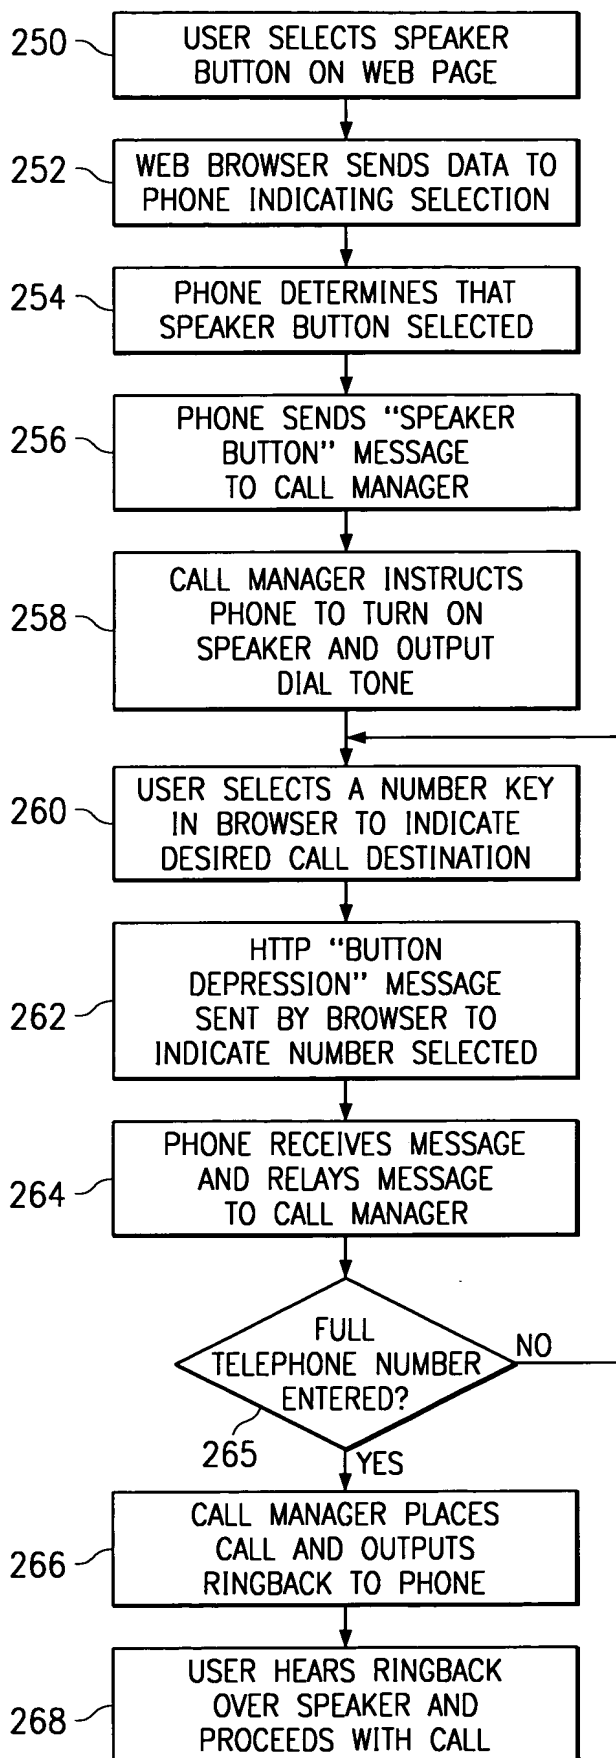 250
USER SELECTS SPEAKER
BUTTON ON WEB PAGE
252
WEB BROWSER SENDS DATA TO
PHONE INDICATING SELECTION
254
PHONE DETERMINES THAT
SPEAKER BUTTON SELECTED
256
PHONE SENDS “SPEAKER
BUTTON” MESSAGE
TO CALL MANAGER
258
CALL MANAGER INSTRUCTS
PHONE TO TURN ON
SPEAKER AND OUTPUT
DIAL TONE
260
USER SELECTS A NUMBER KEY
IN BROWSER TO INDICATE
DESIRED CALL DESTINATION
262
HTTP “BUTTON
DEPRESSION” MESSAGE
SENT BY BROWSER TO
INDICATE NUMBER SELECTED
264
PHONE RECEIVES MESSAGE
AND RELAYS MESSAGE
TO CALL MANAGER
FULL
TELEPHONE NUMBER
ENTERED?
NO
265
YES
266
CALL MANAGER PLACES
CALL AND OUTPUTS
RINGBACK TO PHONE
268
USER HEARS RINGBACK
OVER SPEAKER AND
PROCEEDS WITH CALL